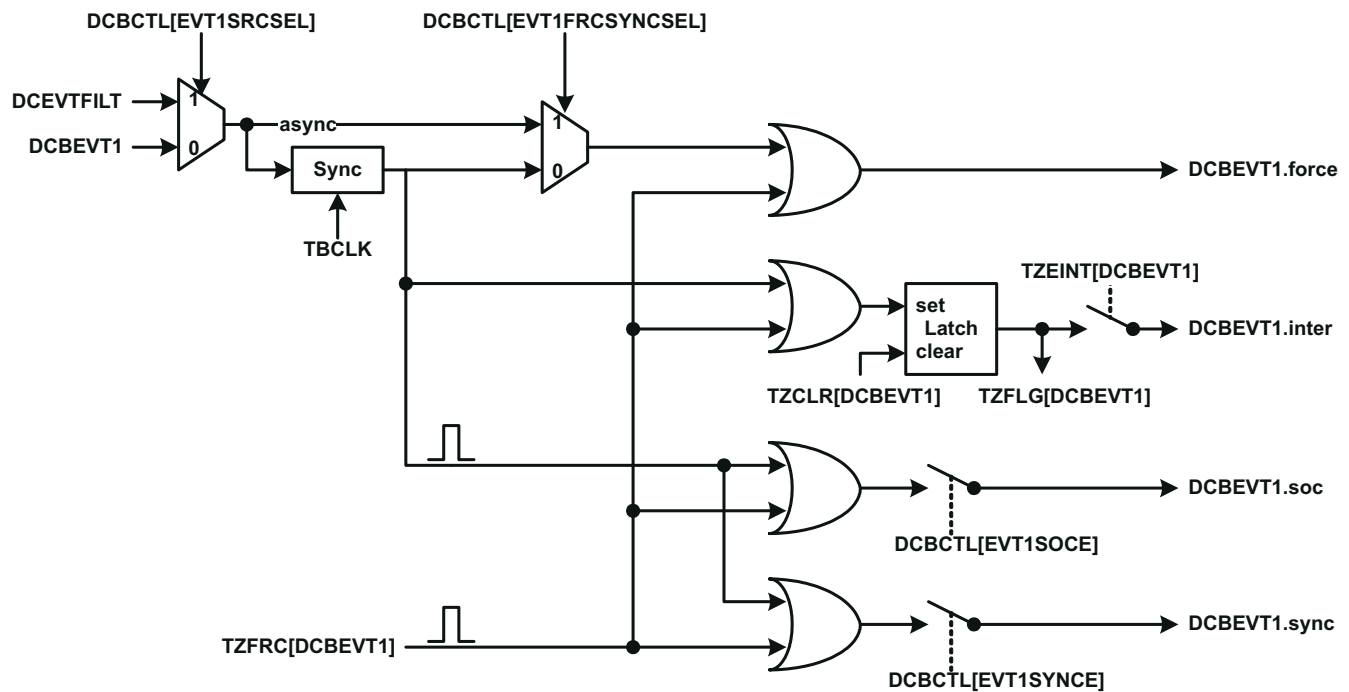 DCBCTL[EVT1SRCSEL]
DCBCTL[EVT1FRCSYNCSEL]
DCEVTFILT
1
DCBEVT1
0
async
1
0
Sync
TBCLK
DCBEVT1.force
TZEINT[DCBEVT1]
set
Latch
clear
DCBEVT1.inter
TZCLR[DCBEVT1]
TZFLG[DCBEVT1]
DCBEVT1.soc
DCBCTL[EVT1SOCE]
DCBEVT1.sync
TZFRC[DCBEVT1]
DCBCTL[EVT1SYNCE]